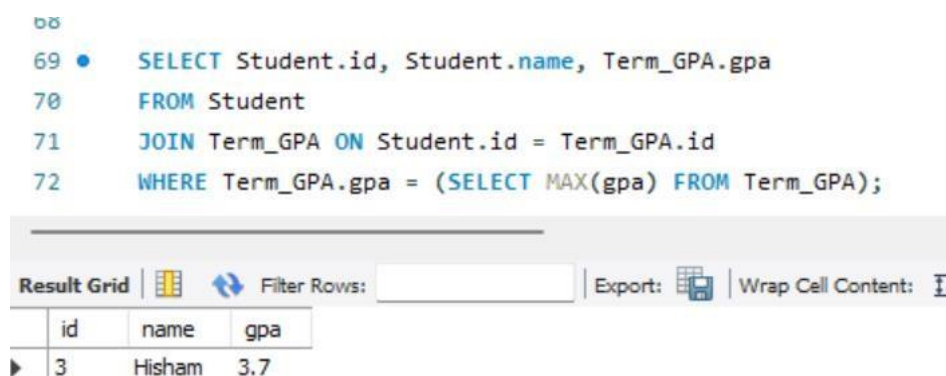 68
69 SELECT Student.id, Student.name, Term_GPA.gpa
70 FROM Student
71 JOIN Term_GPA ON Student.id = Term_GPA.id
72 WHERE Term_GPA.gpa = (SELECT MAX(gpa) FROM Term_GPA);
Result Grid Filter Rows: Export: Wrap Cell Content:
id name gpa
3 Hisham 3.7